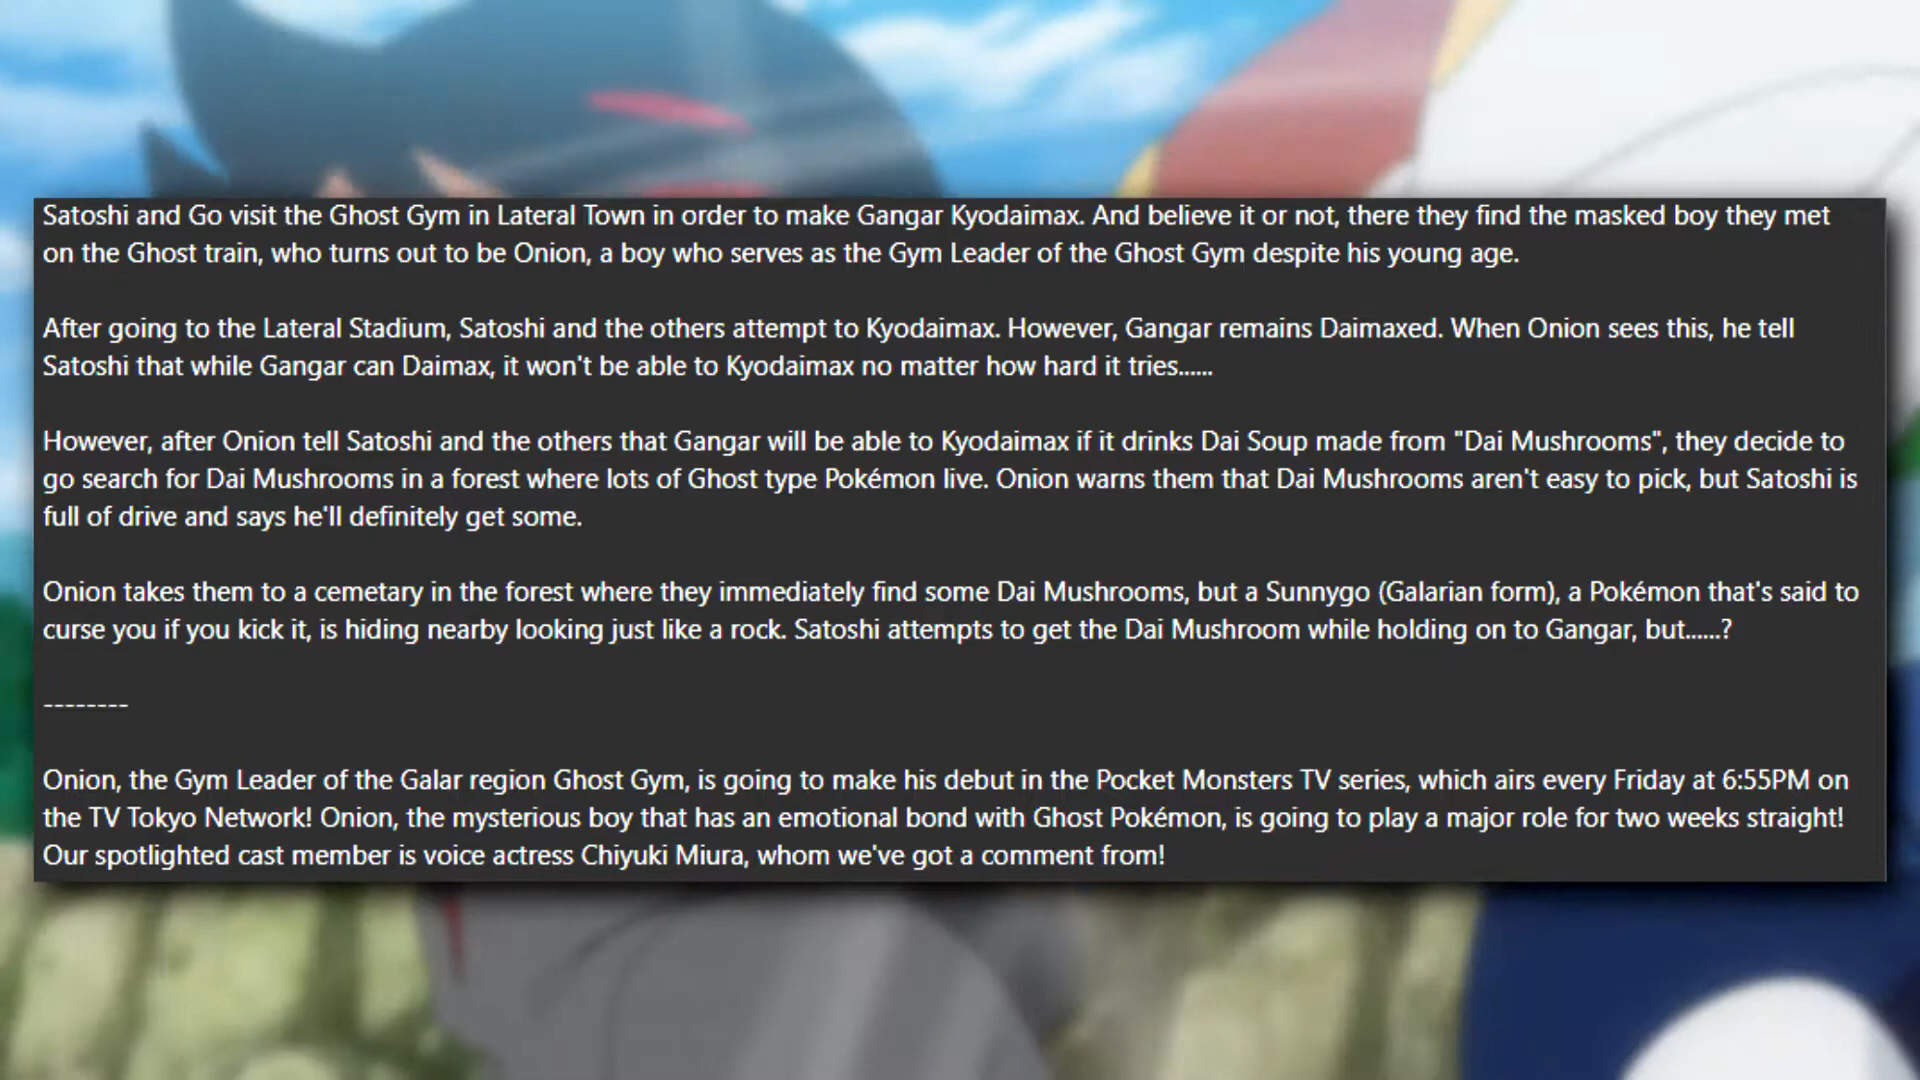 Satoshi and Go visit the Ghost Gym in Lateral Town in order to make Gangar Kyodaimax. And believe it or not, there they find the masked boy they met
on the Ghost train, who turns out to be Onion, a boy who serves as the Gym Leader of the Ghost Gym despite his young age.
After going to the Lateral Stadium, Satoshi and the others attempt to Kyodaimax. However, Gangar remains Daimaxed. When Onion sees this, he tell
Satoshi that while Gangar can Daimax, it won't be able to Kyodaimax no matter how hard it tries......
However, after Onion tell Satoshi and the others that Gangar will be able to Kyodaimax if it drinks Dai Soup made from "Dai Mushrooms", they decide to
go search for Dai Mushrooms in a forest where lots of Ghost type Pokémon live. Onion warns them that Dai Mushrooms aren't easy to pick, but Satoshi is
full of drive and says he'll definitely get some.
Onion takes them to a cemetary in the forest where they immediately find some Dai Mushrooms, but a Sunnygo (Galarian form), a Pokémon that's said to
curse you if you kick it, is hiding nearby looking just like a rock. Satoshi attempts to get the Dai Mushroom while holding on to Gangar, but......?
--------
Onion, the Gym Leader of the Galar region Ghost Gym, is going to make his debut in the Pocket Monsters TV series, which airs every Friday at 6:55PM on
the TV Tokyo Network! Onion, the mysterious boy that has an emotional bond with Ghost Pokémon, is going to play a major role for two weeks straight!
Our spotlighted cast member is voice actress Chiyuki Miura, whom we've got a comment from!